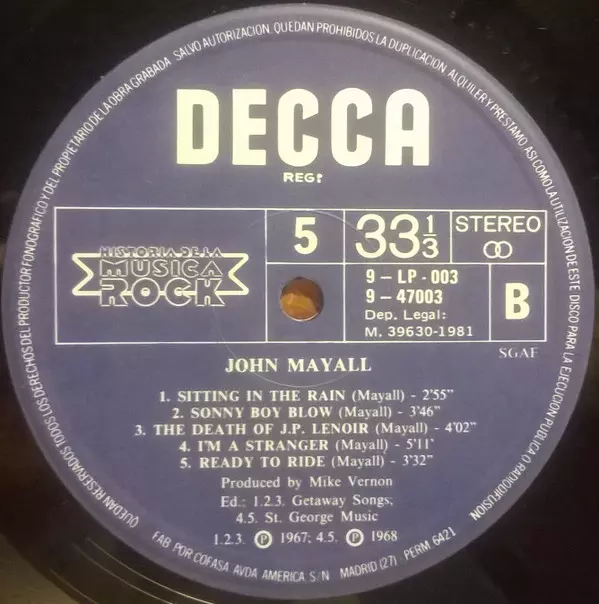 QUEDAN RESERVADOS TODOS LOS DERECHOS DEL PRODUCTOR FONOGRAFICO Y DEL PROPIETARIO DE LA OBRA GRABADA. SALVO AUTORIZACION, QUEDAN PROHIBIDOS LA DUPLICACION, ALQUILER Y PRESTAMO, ASI COMO LA UTILIZACION DE ESTE DISCO PARA LA EJECUCION PUBLICA O RADIODIFUSION.
DECCA
REGᵈ
HISTORIA DE LA
MÚSICA
ROCK
5
33⅓
STEREO
9 – LP - 003
9 – 47003
Dep. Legal:
M. 39630-1981
B
SGAE
JOHN MAYALL
1. SITTING IN THE RAIN (Mayall) - 2'55"
2. SONNY BOY BLOW (Mayall) - 3'46"
3. THE DEATH OF J.P. LENOIR (Mayall) - 4'02"
4. I'M A STRANGER (Mayall) - 5'11'
5. READY TO RIDE (Mayall) - 3'32"
Produced by Mike Vernon
Ed.: 1.2.3. Getaway Songs;
4.5. St. George Music
1.2.3. Ⓟ 1967; 4.5. Ⓟ 1968
FAB. POR COFASA AVDA AMERICA S/N MADRID (27) PERM 6421